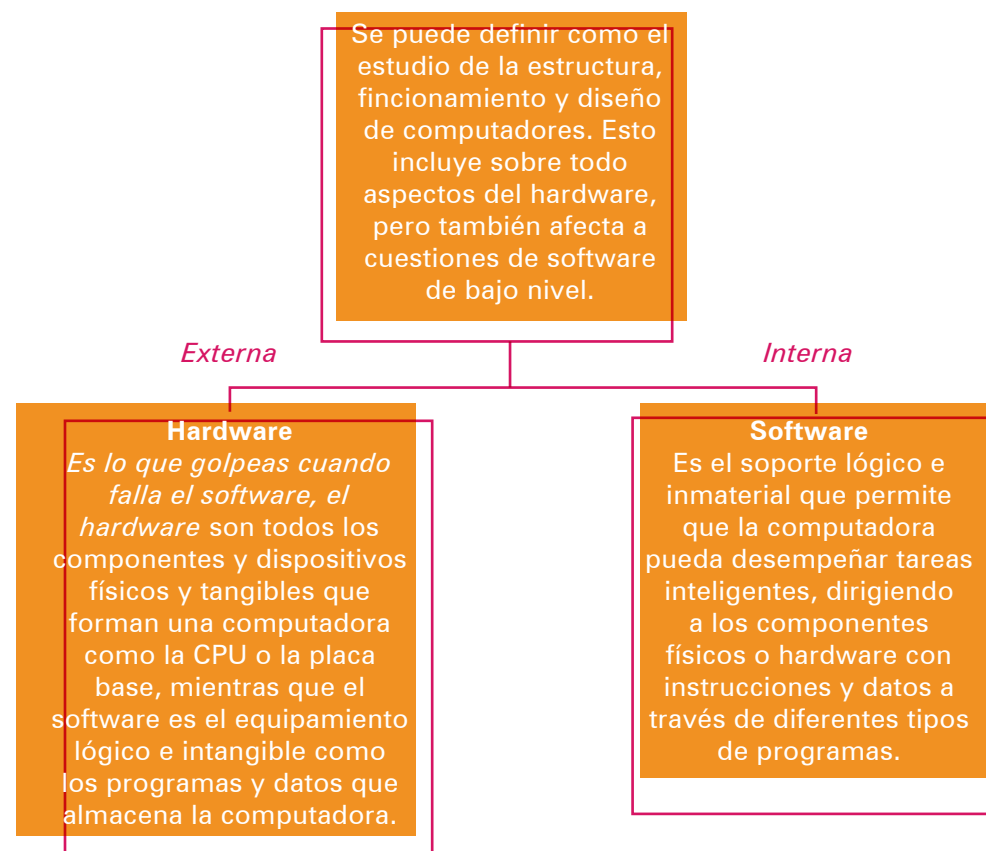 Se puede definir como el
estudio de la estructura,
fincionamiento y diseño
de computadores. Esto
incluye sobre todo
aspectos del hardware,
pero también afecta a
cuestiones de software
de bajo nivel.
Externa
Interna
Hardware
Es lo que golpeas cuando
falla el software, el
hardware son todos los
componentes y dispositivos
físicos y tangibles que
forman una computadora
como la CPU o la placa
base, mientras que el
software es el equipamiento
lógico e intangible como
los programas y datos que
almacena la computadora.
Software
Es el soporte lógico e
inmaterial que permite
que la computadora
pueda desempeñar tareas
inteligentes, dirigiendo
a los componentes
físicos o hardware con
instrucciones y datos a
través de diferentes tipos
de programas.